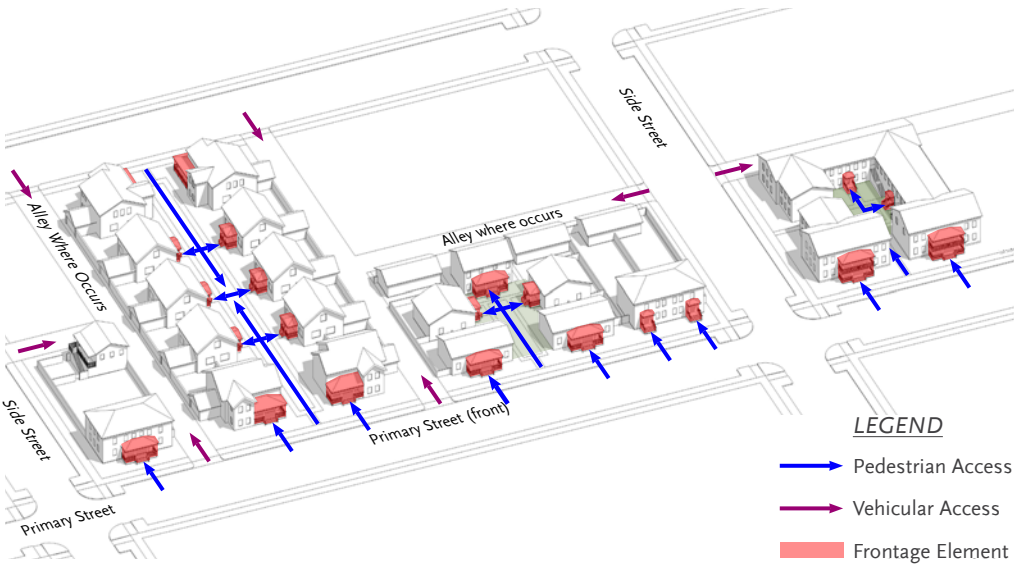 Side Street
Alley Where Occurs
Alley where occurs
Side Street
Primary Street (front)
Primary Street
LEGEND
Pedestrian Access
Vehicular Access
Frontage Element